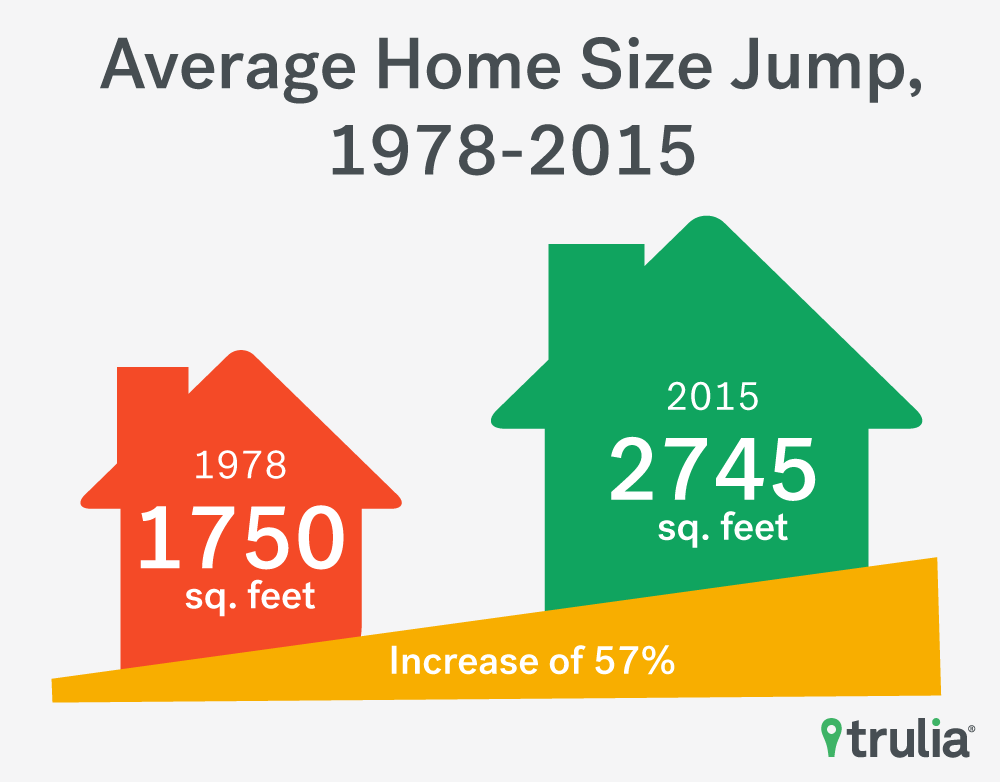 Average Home Size Jump,
1978-2015
1978
1750
sq. feet
2015
2745
sq. feet
Increase of 57%
trulia®